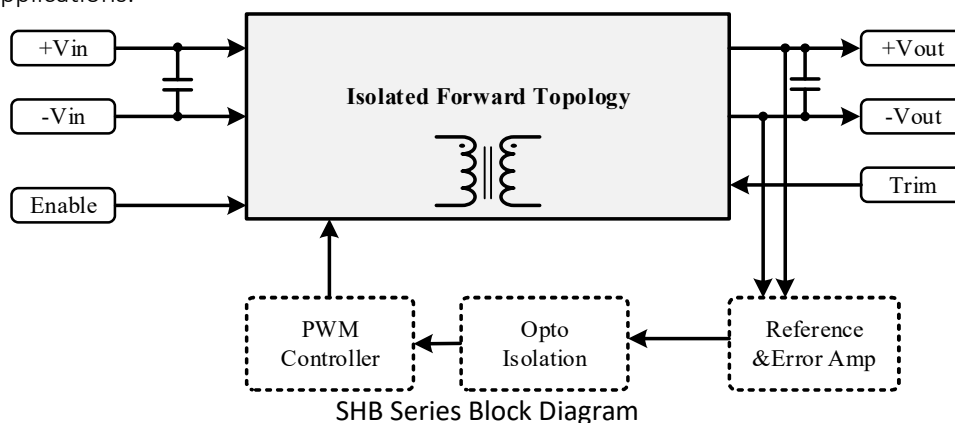 applications.
+Vin
+Vout
Isolated Forward Topology
-Vin
-Vout
Enable
Trim
PWM
Controller
Opto
Isolation
Reference
&Error Amp
SHB Series Block Diagram